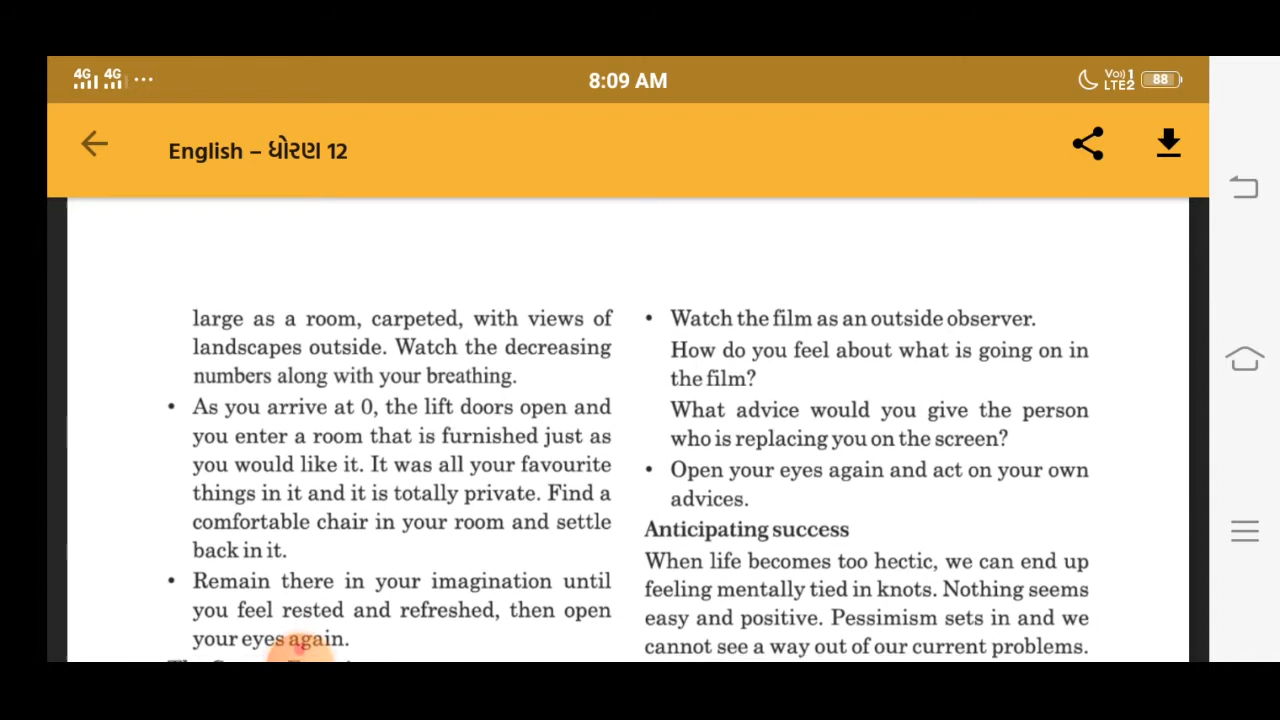 4G 4G ...
8:09 AM
Vo) 1
LTE2
88
English – ધોરણ 12
large as a room, carpeted, with views of
landscapes outside. Watch the decreasing
numbers along with your breathing.
• As you arrive at 0, the lift doors open and
you enter a room that is furnished just as
you would like it. It was all your favourite
things in it and it is totally private. Find a
comfortable chair in your room and settle
back in it.
• Remain there in your imagination until
you feel rested and refreshed, then open
your eyes again.
• Watch the film as an outside observer.
How do you feel about what is going on in
the film?
What advice would you give the person
who is replacing you on the screen?
• Open your eyes again and act on your own
advices.
Anticipating success
When life becomes too hectic, we can end up
feeling mentally tied in knots. Nothing seems
easy and positive. Pessimism sets in and we
cannot see a way out of our current problems.